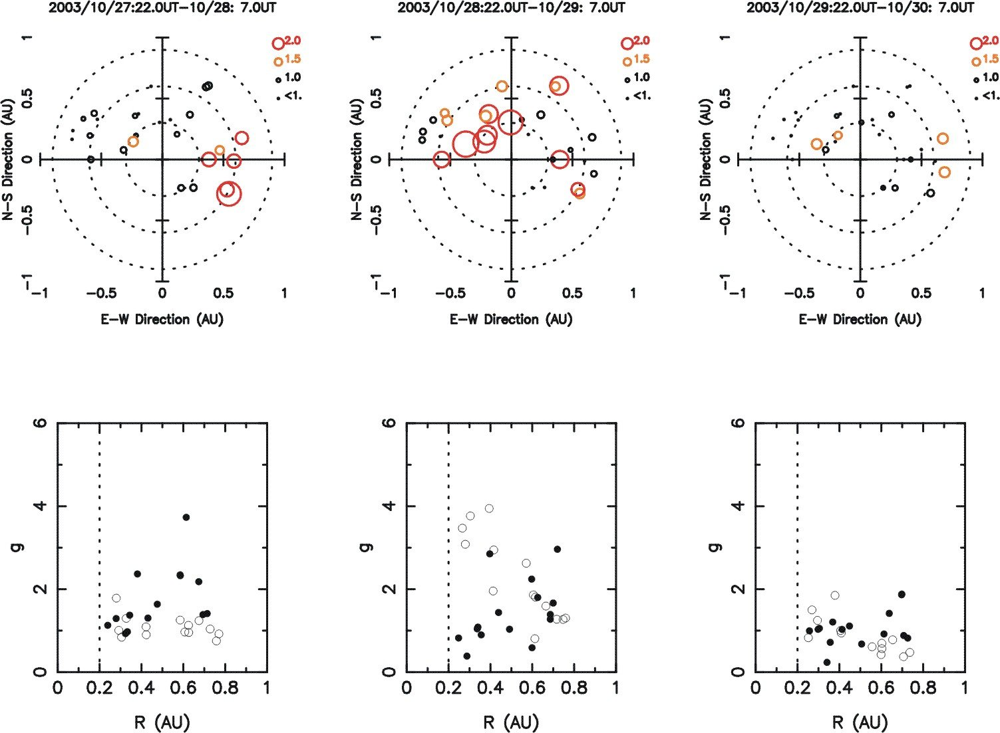 2003/10/27:22.0UT−10/28: 7.0UT
2.0
1.5
1.0
<1.
1
0.5
0
−0.5
−1
N−S Direction (AU)
−1 −0.5 0 0.5 1
E−W Direction (AU)
2003/10/28:22.0UT−10/29: 7.0UT
2.0
1.5
1.0
<1.
1
0.5
0
−0.5
−1
N−S Direction (AU)
−1 −0.5 0 0.5 1
E−W Direction (AU)
2003/10/29:22.0UT−10/30: 7.0UT
2.0
1.5
1.0
<1.
1
0.5
0
−0.5
−1
N−S Direction (AU)
−1 −0.5 0 0.5 1
E−W Direction (AU)
6
4
2
0
g
0 0.2 0.4 0.6 0.8 1
R (AU)
6
4
2
0
g
0 0.2 0.4 0.6 0.8 1
R (AU)
6
4
2
0
g
0 0.2 0.4 0.6 0.8 1
R (AU)